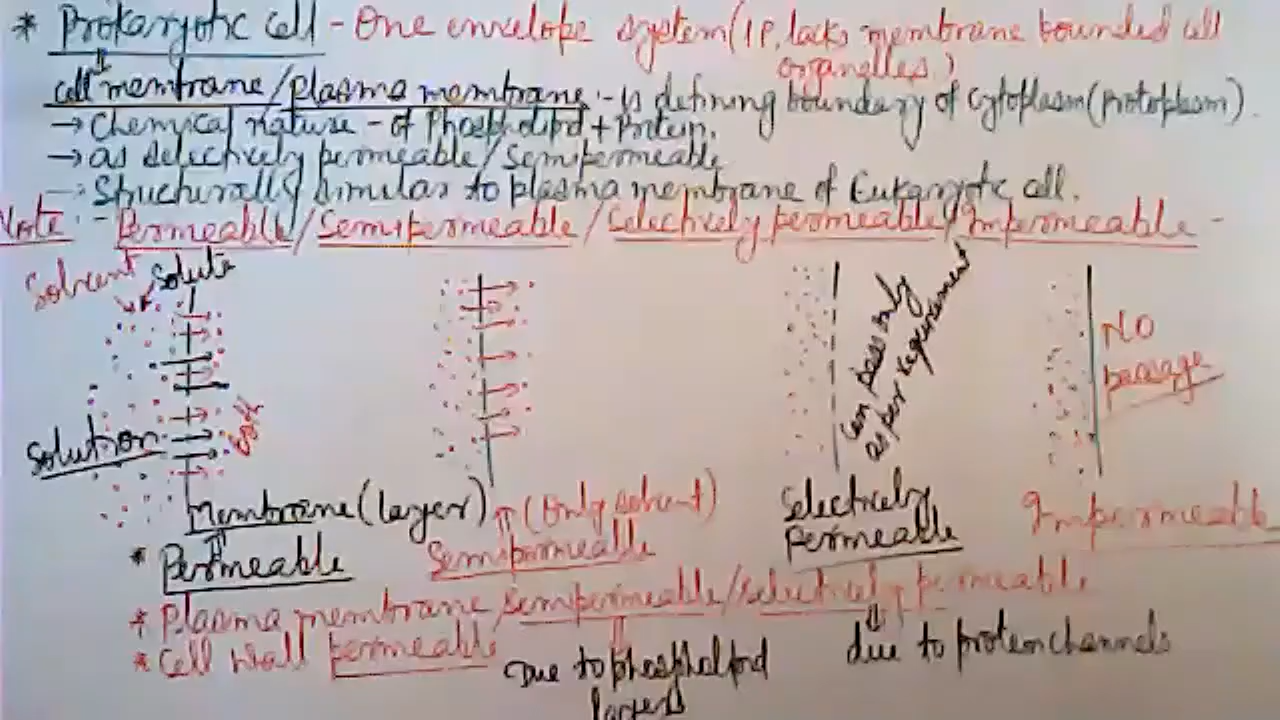 * Prokaryotic cell - One envelope system (I P, lacks membrane bounded cell
organelles.)
cell membrane/plasma membrane :- is defining boundary of cytoplasm (protoplasm).
→ Chemical nature - of Phospholipid + Protein.
→ as selectively permeable/Semipermeable
→ Structurally similar to plasma membrane of Eukaryotic cell.
Note :- Permeable/Semipermeable/Selectively permeable/Impermeable -
Solvent Solute
can pass only
as per requirement
NO
passage
Both
Solution
Membrane (layer)
(Only solvent)
Selectively
permeable
Impermeable
* Permeable
Semipermeable
* Plasma membrane semipermeable/selectively permeable
* Cell Wall permeable
Due to phospholipid
layers
due to protein channels